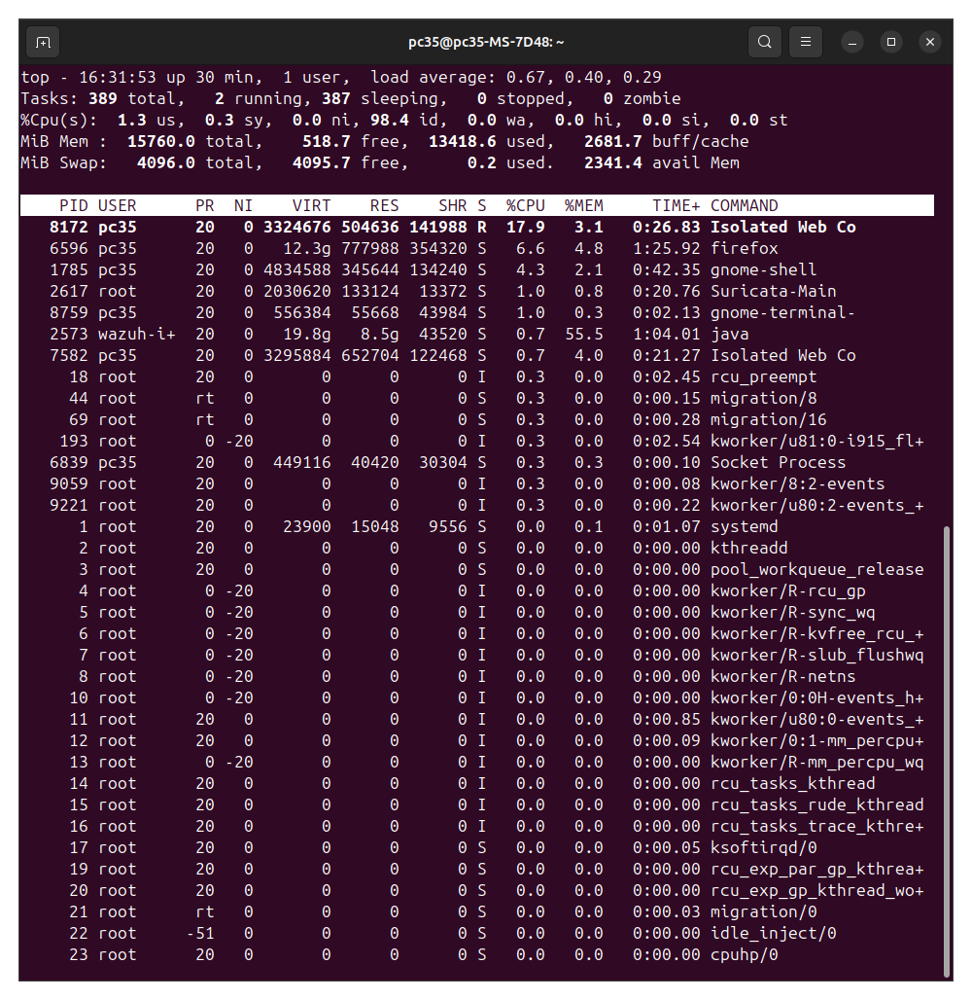 pc35@pc35-MS-7D48: ~
top - 16:31:53 up 30 min,  1 user,  load average: 0.67, 0.40, 0.29
Tasks: 389 total,   2 running, 387 sleeping,   0 stopped,   0 zombie
%Cpu(s):  1.3 us,  0.3 sy,  0.0 ni, 98.4 id,  0.0 wa,  0.0 hi,  0.0 si,  0.0 st
MiB Mem :  15760.0 total,    518.7 free,  13418.6 used,   2681.7 buff/cache
MiB Swap:   4096.0 total,   4095.7 free,      0.2 used.   2341.4 avail Mem
    PID USER      PR  NI    VIRT    RES    SHR S  %CPU  %MEM     TIME+ COMMAND
   8172 pc35      20   0 3324676 504636 141988 R  17.9   3.1   0:26.83 Isolated Web Co
   6596 pc35      20   0   12.3g 777988 354320 S   6.6   4.8   1:25.92 firefox
   1785 pc35      20   0 4834588 345644 134240 S   4.3   2.1   0:42.35 gnome-shell
   2617 root      20   0 2030620 133124  13372 S   1.0   0.8   0:20.76 Suricata-Main
   8759 pc35      20   0  556384  55668  43984 S   1.0   0.3   0:02.13 gnome-terminal-
   2573 wazuh-i+  20   0   19.8g   8.5g  43520 S   0.7  55.5   1:04.01 java
   7582 pc35      20   0 3295884 652704 122468 S   0.7   4.0   0:21.27 Isolated Web Co
     18 root      20   0       0      0      0 I   0.3   0.0   0:02.45 rcu_preempt
     44 root      rt   0       0      0      0 S   0.3   0.0   0:00.15 migration/8
     69 root      rt   0       0      0      0 S   0.3   0.0   0:00.28 migration/16
    193 root       0 -20       0      0      0 I   0.3   0.0   0:02.54 kworker/u81:0-i915_fl+
   6839 pc35      20   0  449116  40420  30304 S   0.3   0.3   0:00.10 Socket Process
   9059 root      20   0       0      0      0 I   0.3   0.0   0:00.08 kworker/8:2-events
   9221 root      20   0       0      0      0 I   0.3   0.0   0:00.22 kworker/u80:2-events_+
      1 root      20   0   23900  15048   9556 S   0.0   0.1   0:01.07 systemd
      2 root      20   0       0      0      0 S   0.0   0.0   0:00.00 kthreadd
      3 root      20   0       0      0      0 S   0.0   0.0   0:00.00 pool_workqueue_release
      4 root       0 -20       0      0      0 I   0.0   0.0   0:00.00 kworker/R-rcu_gp
      5 root       0 -20       0      0      0 I   0.0   0.0   0:00.00 kworker/R-sync_wq
      6 root       0 -20       0      0      0 I   0.0   0.0   0:00.00 kworker/R-kvfree_rcu_+
      7 root       0 -20       0      0      0 I   0.0   0.0   0:00.00 kworker/R-slub_flushwq
      8 root       0 -20       0      0      0 I   0.0   0.0   0:00.00 kworker/R-netns
     10 root       0 -20       0      0      0 I   0.0   0.0   0:00.00 kworker/0:0H-events_h+
     11 root      20   0       0      0      0 I   0.0   0.0   0:00.85 kworker/u80:0-events_+
     12 root      20   0       0      0      0 I   0.0   0.0   0:00.09 kworker/0:1-mm_percpu+
     13 root       0 -20       0      0      0 I   0.0   0.0   0:00.00 kworker/R-mm_percpu_wq
     14 root      20   0       0      0      0 I   0.0   0.0   0:00.00 rcu_tasks_kthread
     15 root      20   0       0      0      0 I   0.0   0.0   0:00.00 rcu_tasks_rude_kthread
     16 root      20   0       0      0      0 I   0.0   0.0   0:00.00 rcu_tasks_trace_kthre+
     17 root      20   0       0      0      0 S   0.0   0.0   0:00.05 ksoftirqd/0
     19 root      20   0       0      0      0 S   0.0   0.0   0:00.00 rcu_exp_par_gp_kthrea+
     20 root      20   0       0      0      0 S   0.0   0.0   0:00.00 rcu_exp_gp_kthread_wo+
     21 root      rt   0       0      0      0 S   0.0   0.0   0:00.03 migration/0
     22 root     -51   0       0      0      0 S   0.0   0.0   0:00.00 idle_inject/0
     23 root      20   0       0      0      0 S   0.0   0.0   0:00.00 cpuhp/0